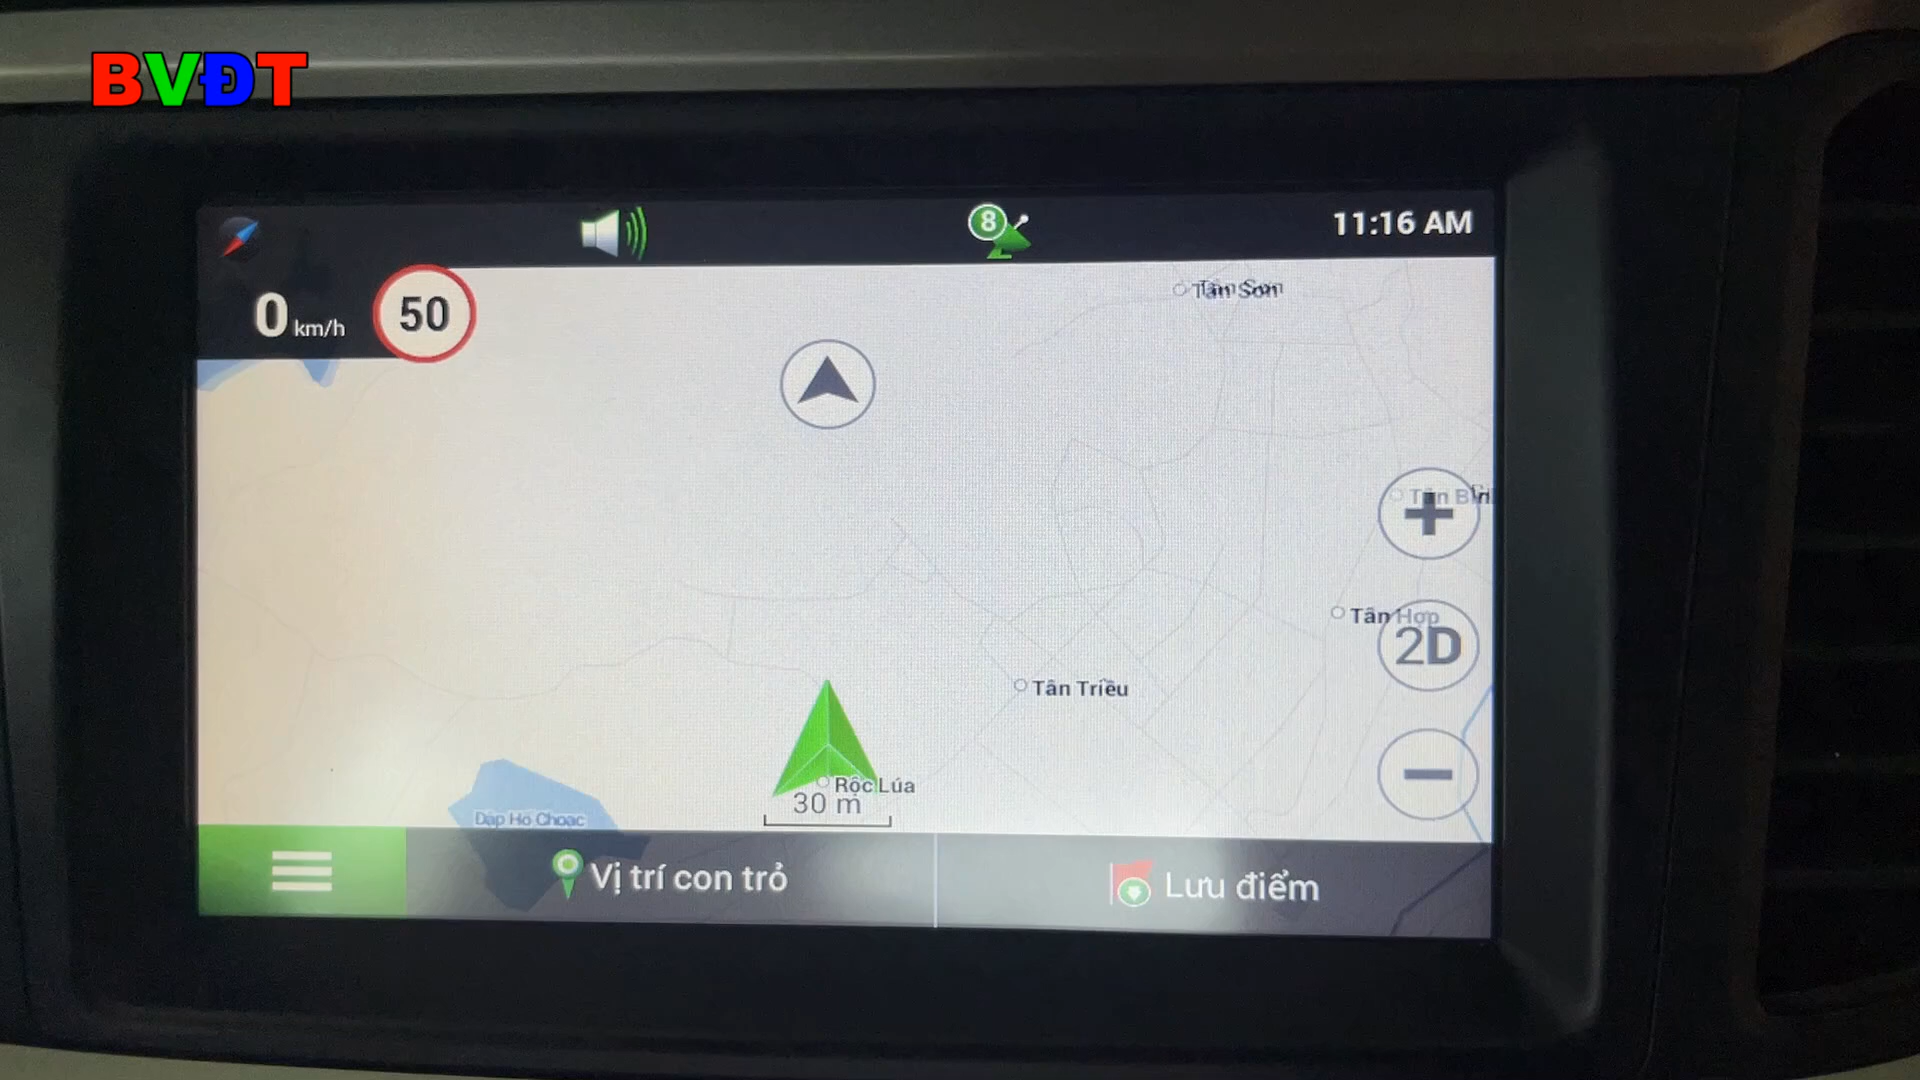 BVĐT
8
11:16 AM
0 km/h
50
Tân Sơn
Tân Hợp
2D
Tân Triều
Rộc Lúa
30 m
Đập Hố Choạc
Vị trí con trỏ
Lưu điểm